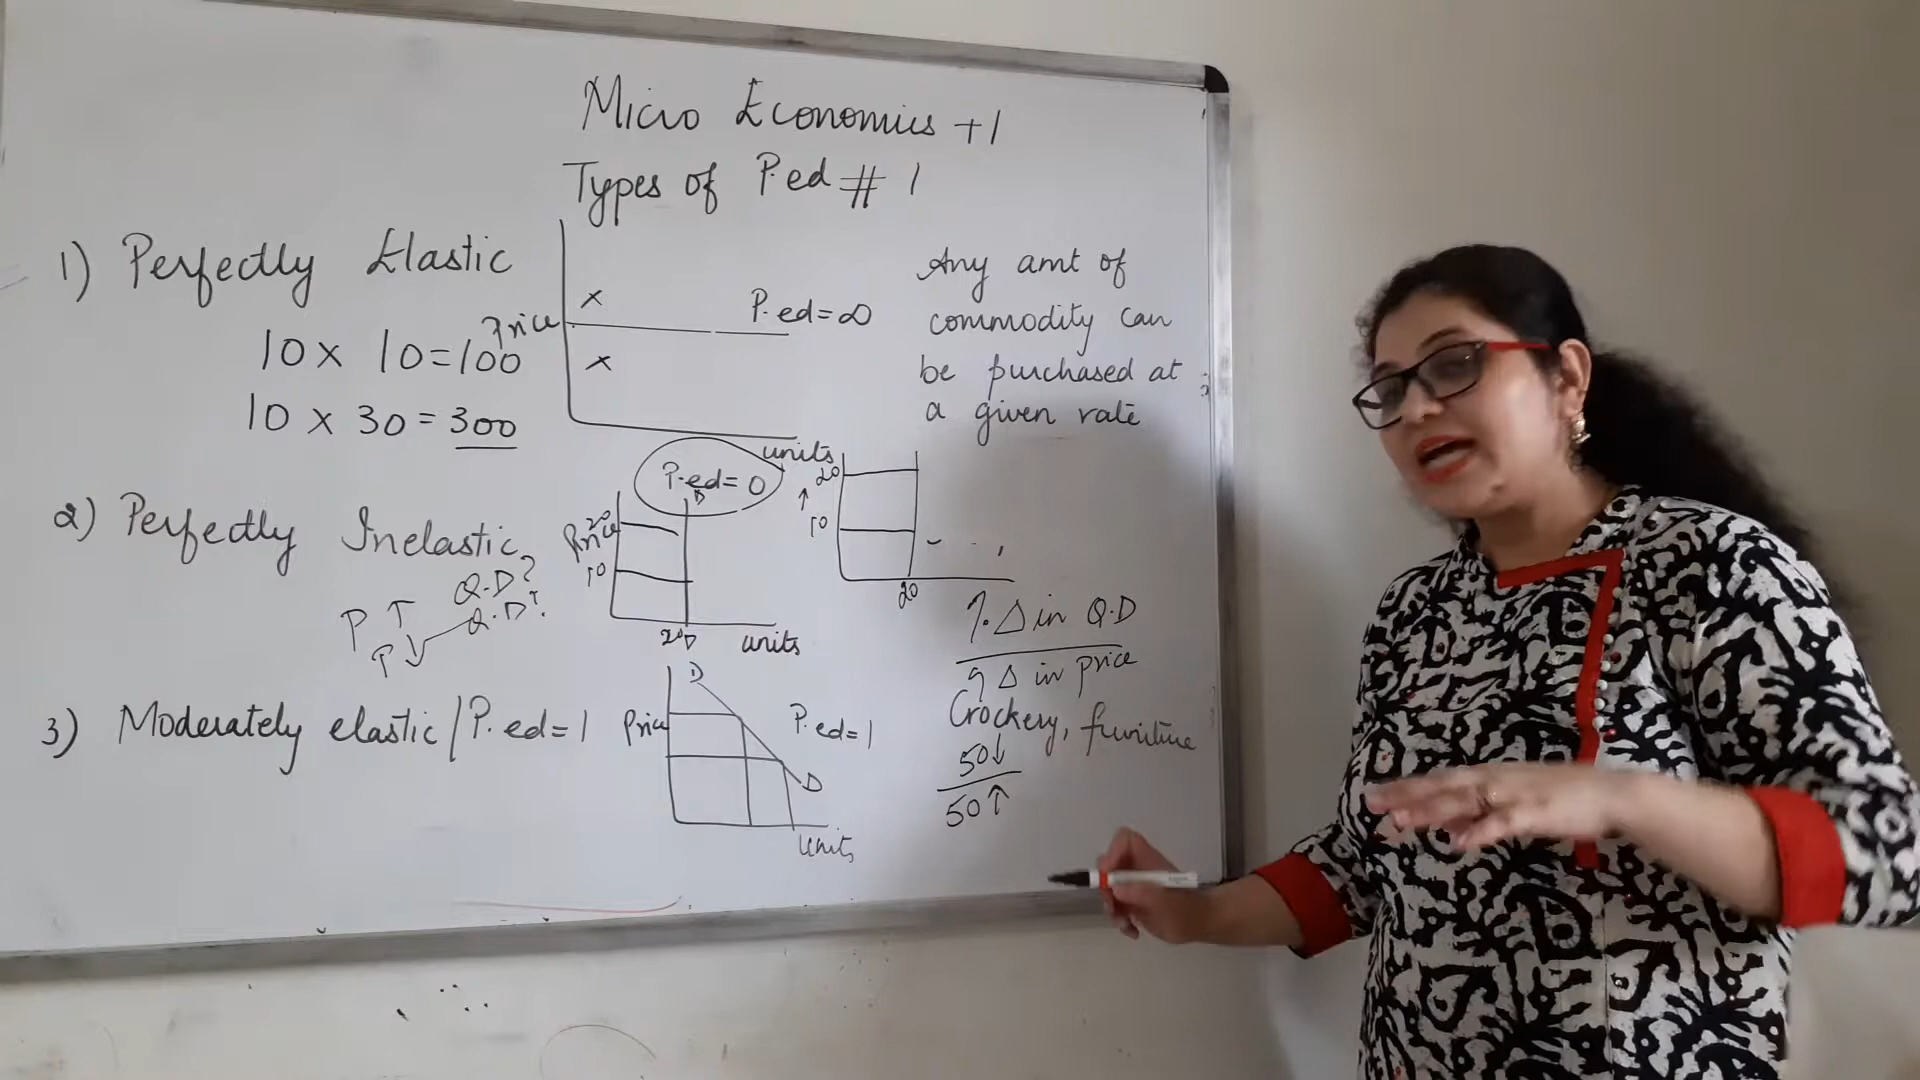 Micro Economics +1
Types of P.ed # 1
1) Perfectly Elastic
10 x 10 = 100
10 x 30 = 300
Price
x
x
P.ed = ∞
units
Any amt of
commodity can
be purchased at
a given rate
2) Perfectly Inelastic
P ↑ Q.D?
P ↓ Q.D?
P.ed = 0
D
Price
20
10
20 D
units
↑ 20
10
20
%. Δ in Q.D
% Δ in price
3) Moderately elastic / P.ed = 1
Price
D
D
P.ed = 1
units
Crockery, furniture
50↓
50↑